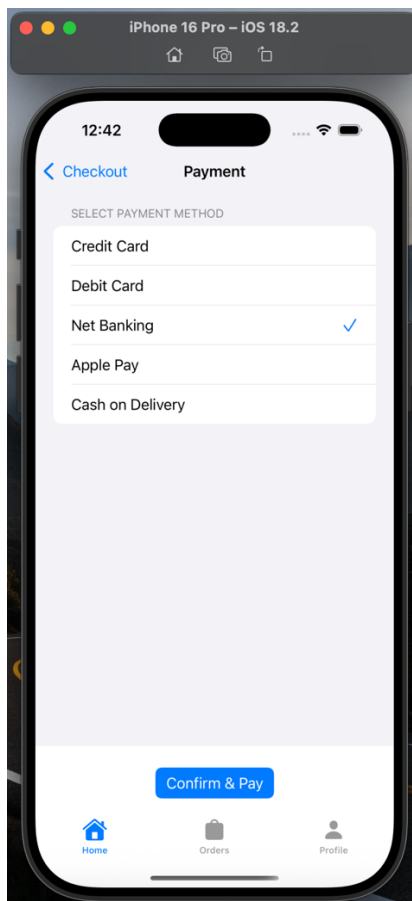 iPhone 16 Pro – iOS 18.2
12:42
Checkout Payment
SELECT PAYMENT METHOD
Credit Card
Debit Card
Net Banking
Apple Pay
Cash on Delivery
Confirm & Pay
Home Orders Profile